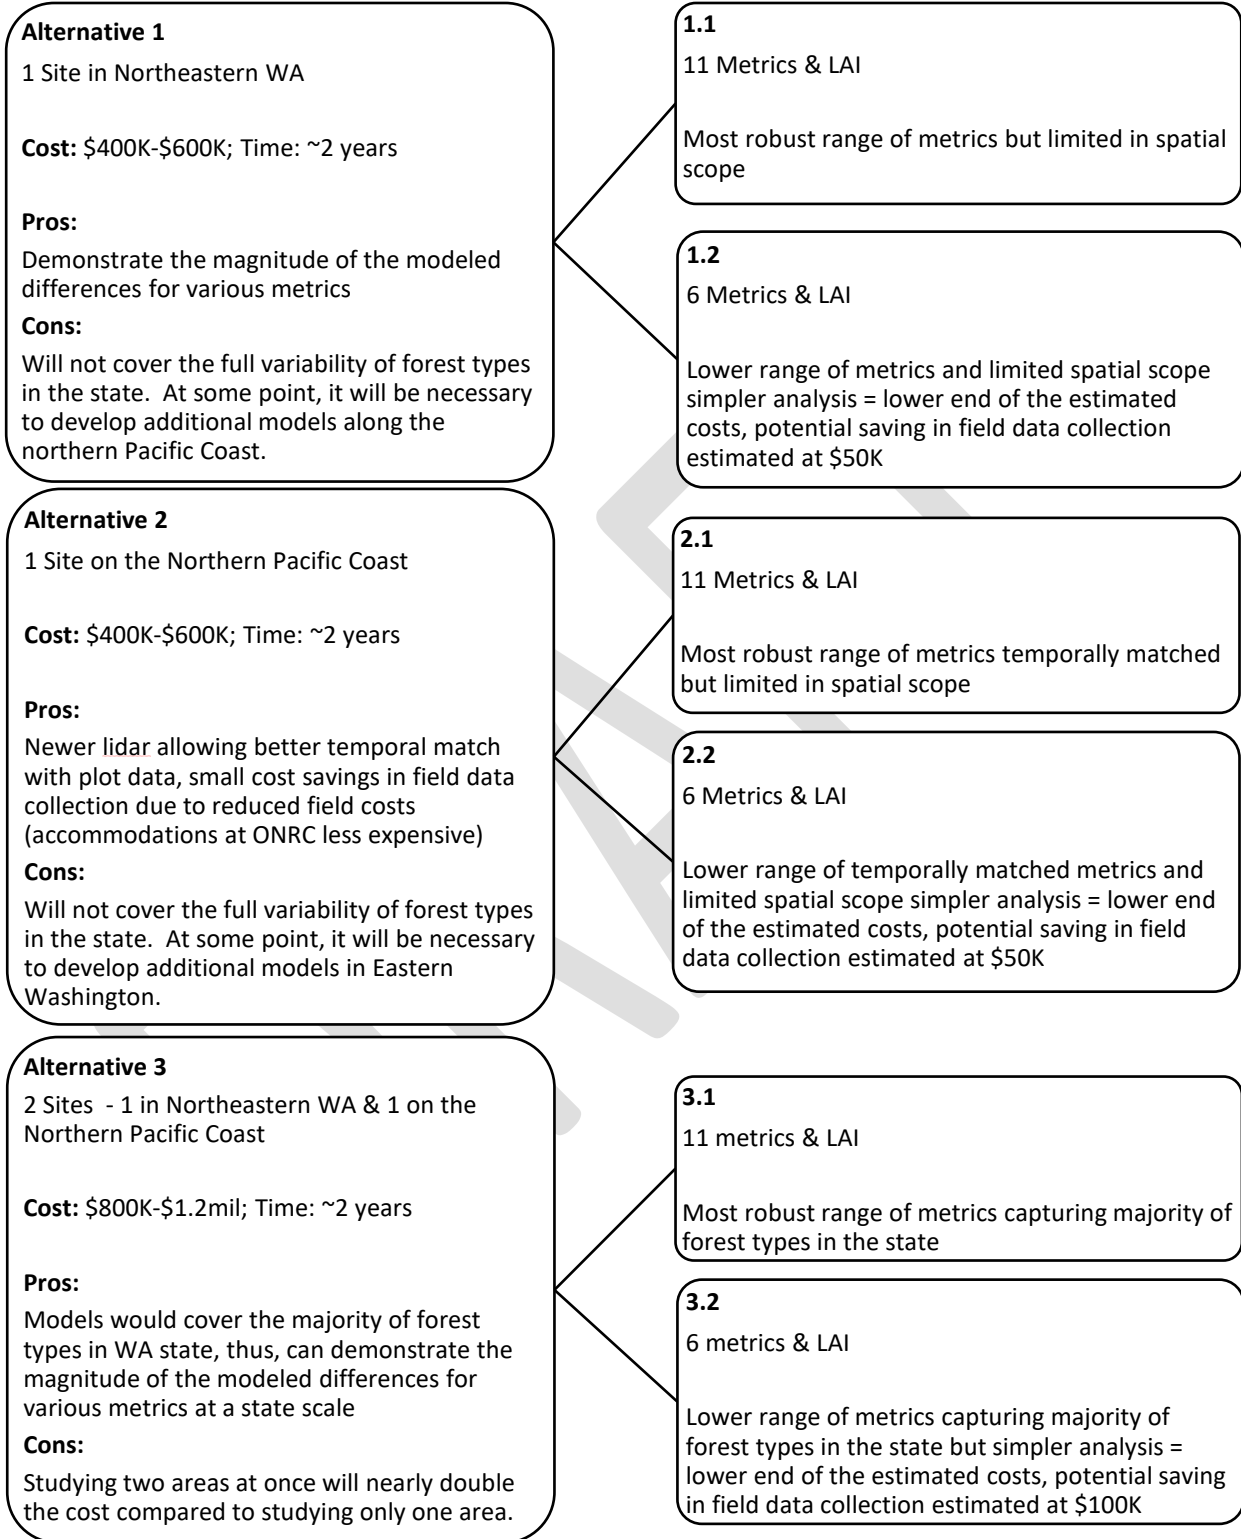 Alternative 1
1 Site in Northeastern WA
Cost: $400K-$600K; Time: ~2 years
Pros:
Demonstrate the magnitude of the modeled
differences for various metrics
Cons:
Will not cover the full variability of forest types
in the state.  At some point, it will be necessary
to develop additional models along the
northern Pacific Coast.
1.1
11 Metrics & LAI
Most robust range of metrics but limited in spatial
scope
1.2
6 Metrics & LAI
Lower range of metrics and limited spatial scope
simpler analysis = lower end of the estimated
costs, potential saving in field data collection
estimated at $50K
Alternative 2
1 Site on the Northern Pacific Coast
Cost: $400K-$600K; Time: ~2 years
Pros:
Newer lidar allowing better temporal match
with plot data, small cost savings in field data
collection due to reduced field costs
(accommodations at ONRC less expensive)
Cons:
Will not cover the full variability of forest types
in the state.  At some point, it will be necessary
to develop additional models in Eastern
Washington.
2.1
11 Metrics & LAI
Most robust range of metrics temporally matched
but limited in spatial scope
2.2
6 Metrics & LAI
Lower range of temporally matched metrics and
limited spatial scope simpler analysis = lower end
of the estimated costs, potential saving in field
data collection estimated at $50K
Alternative 3
2 Sites  - 1 in Northeastern WA & 1 on the
Northern Pacific Coast
Cost: $800K-$1.2mil; Time: ~2 years
Pros:
Models would cover the majority of forest
types in WA state, thus, can demonstrate the
magnitude of the modeled differences for
various metrics at a state scale
Cons:
Studying two areas at once will nearly double
the cost compared to studying only one area.
3.1
11 metrics & LAI
Most robust range of metrics capturing majority of
forest types in the state
3.2
6 metrics & LAI
Lower range of metrics capturing majority of
forest types in the state but simpler analysis =
lower end of the estimated costs, potential saving
in field data collection estimated at $100K